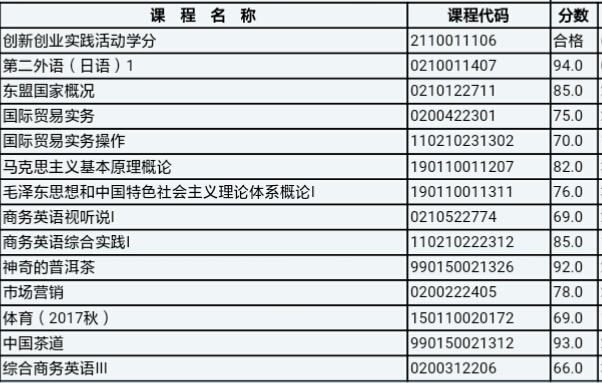 课 程 名 称 课程代码 分数
创新创业实践活动学分 2110011106 合格
第二外语（日语）1 0210011407 94.0
东盟国家概况 0210122711 85.0
国际贸易实务 0200422301 75.0
国际贸易实务操作 110210231302 70.0
马克思主义基本原理概论 190110011207 82.0
毛泽东思想和中国特色社会主义理论体系概论I 190110011311 76.0
商务英语视听说I 0210522774 69.0
商务英语综合实践I 110210222312 85.0
神奇的普洱茶 990150021326 92.0
市场营销 0200222405 78.0
体育（2017秋） 150110020172 69.0
中国茶道 990150021312 93.0
综合商务英语III 0200312206 66.0